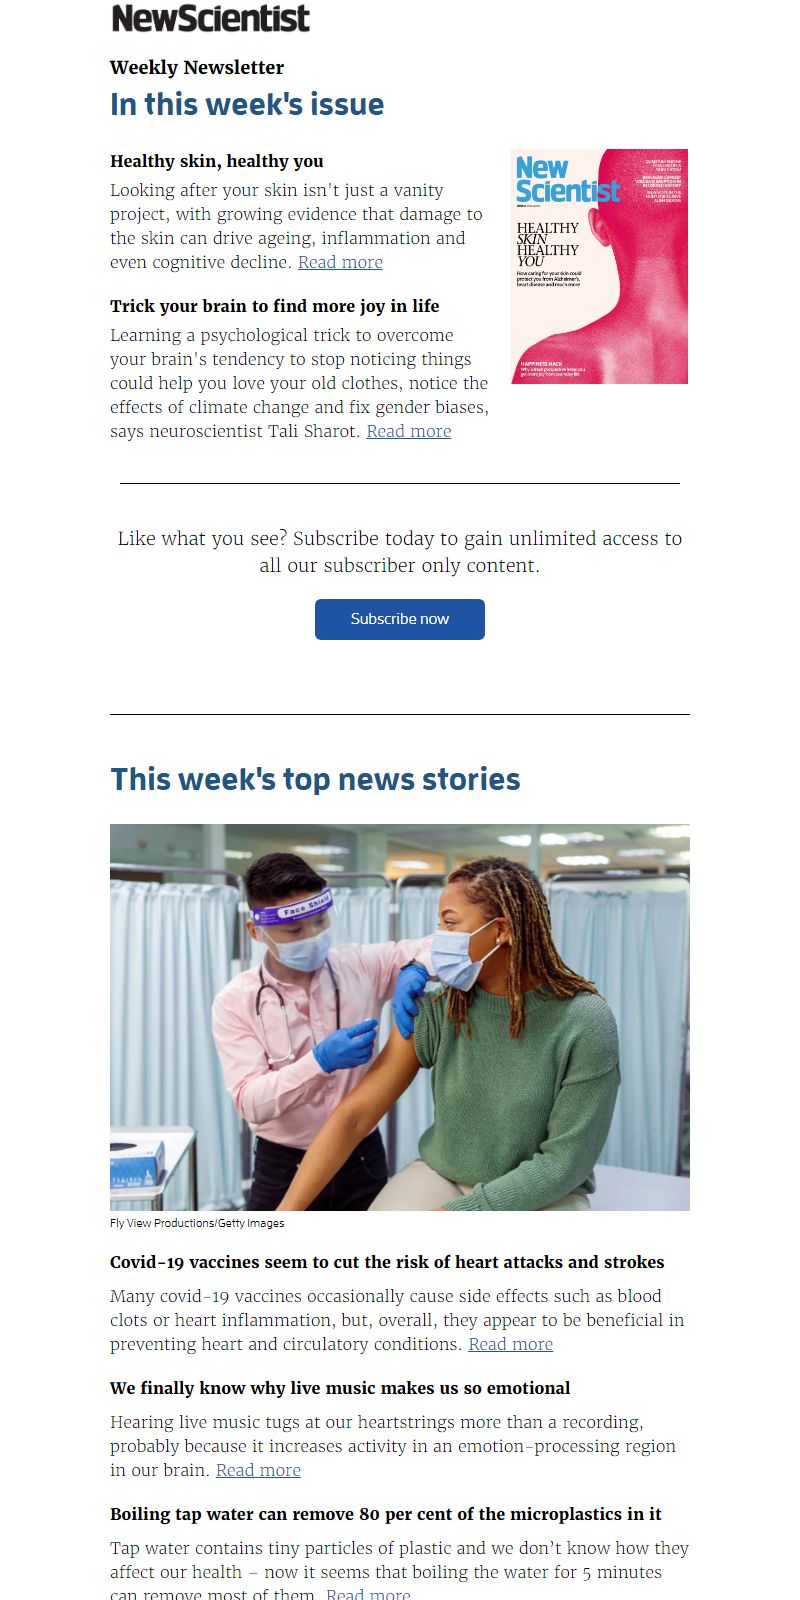 NewScientist
Weekly Newsletter
In this week's issue
Healthy skin, healthy you
Looking after your skin isn't just a vanity
project, with growing evidence that damage to
the skin can drive ageing, inflammation and
even cognitive decline. Read more
Trick your brain to find more joy in life
Learning a psychological trick to overcome
your brain's tendency to stop noticing things
could help you love your old clothes, notice the
effects of climate change and fix gender biases,
says neuroscientist Tali Sharot. Read more
New
Scientist
HEALTHY
SKIN
HEALTHY
YOU
How caring for your skin could
protect you from Alzheimer's,
heart disease and much more
HAPPINESS HACK
Why a fresh perspective helps you
get more joy from everyday life
Like what you see? Subscribe today to gain unlimited access to
all our subscriber only content.
Subscribe now
This week's top news stories
Face Shield
Fly View Productions/Getty Images
Covid-19 vaccines seem to cut the risk of heart attacks and strokes
Many covid-19 vaccines occasionally cause side effects such as blood
clots or heart inflammation, but, overall, they appear to be beneficial in
preventing heart and circulatory conditions. Read more
We finally know why live music makes us so emotional
Hearing live music tugs at our heartstrings more than a recording,
probably because it increases activity in an emotion-processing region
in our brain. Read more
Boiling tap water can remove 80 per cent of the microplastics in it
Tap water contains tiny particles of plastic and we don’t know how they
affect our health – now it seems that boiling the water for 5 minutes
can remove most of them. Read more